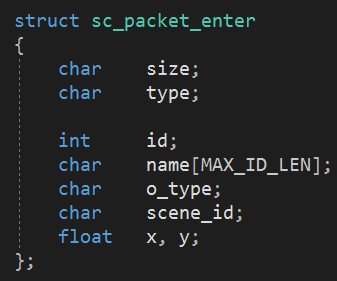 struct sc_packet_enter
{
    char    size;
    char    type;

    int     id;
    char    name[MAX_ID_LEN];
    char    o_type;
    char    scene_id;
    float   x, y;
};